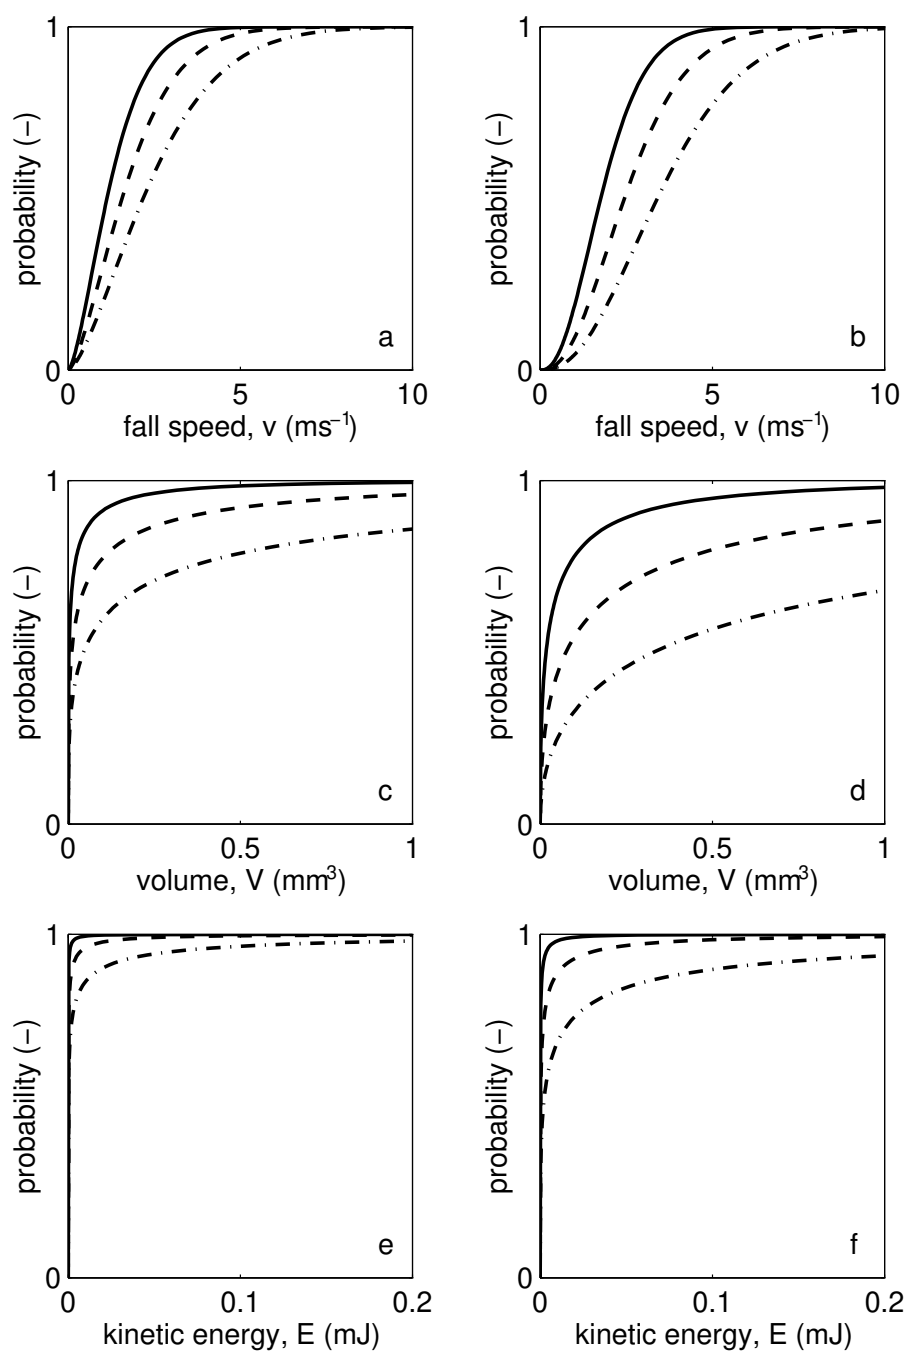 1
probability (−)
a
0
0 5 10
fall speed, v (ms⁻¹)
1
probability (−)
b
0
0 5 10
fall speed, v (ms⁻¹)
1
probability (−)
c
0
0 0.5 1
volume, V (mm³)
1
probability (−)
d
0
0 0.5 1
volume, V (mm³)
1
probability (−)
e
0
0 0.1 0.2
kinetic energy, E (mJ)
1
probability (−)
f
0
0 0.1 0.2
kinetic energy, E (mJ)